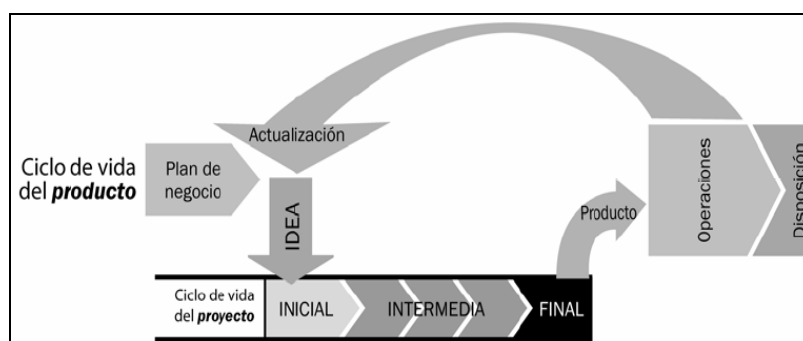 Actualización
Ciclo de vida
del producto
Plan de
negocio
IDEA
Producto
Operaciones
Disposición
Ciclo de vida
del proyecto
INICIAL
INTERMEDIA
FINAL